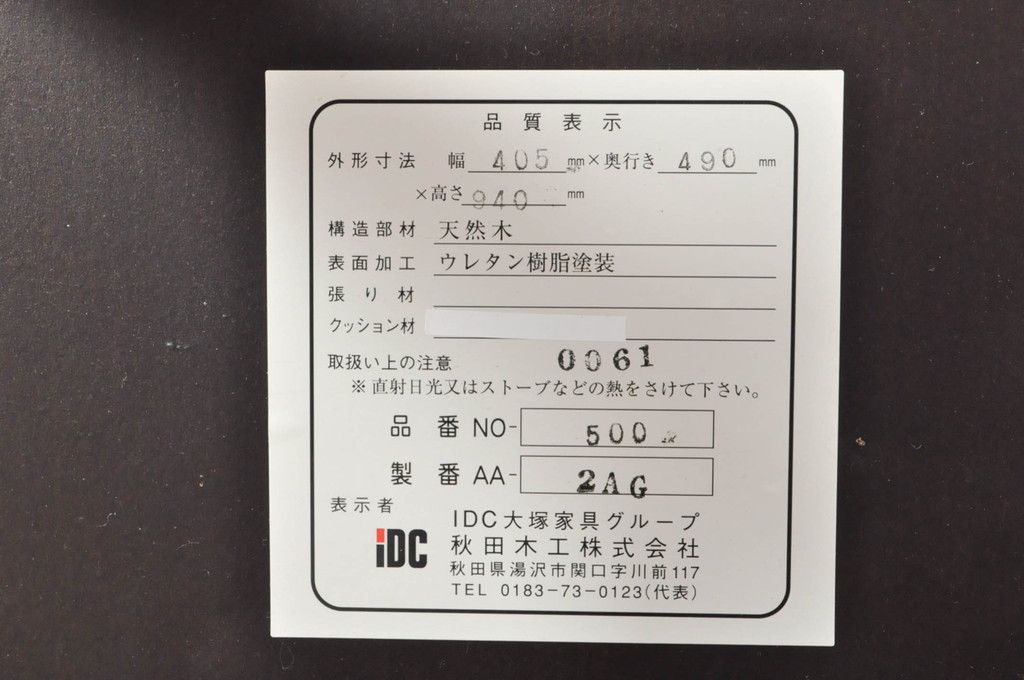 品質表示
外形寸法 幅 405 mm×奥行き 490 mm
×高さ 940 mm
構造部材 天然木
表面加工 ウレタン樹脂塗装
張り材
クッション材
取扱い上の注意 0061
※直射日光又はストーブなどの熱をさけて下さい。
品番 NO- 500
製番 AA- 2AG
表示者
iDC
IDC大塚家具グループ
秋田木工株式会社
秋田県湯沢市関口字川前117
TEL 0183-73-0123(代表)